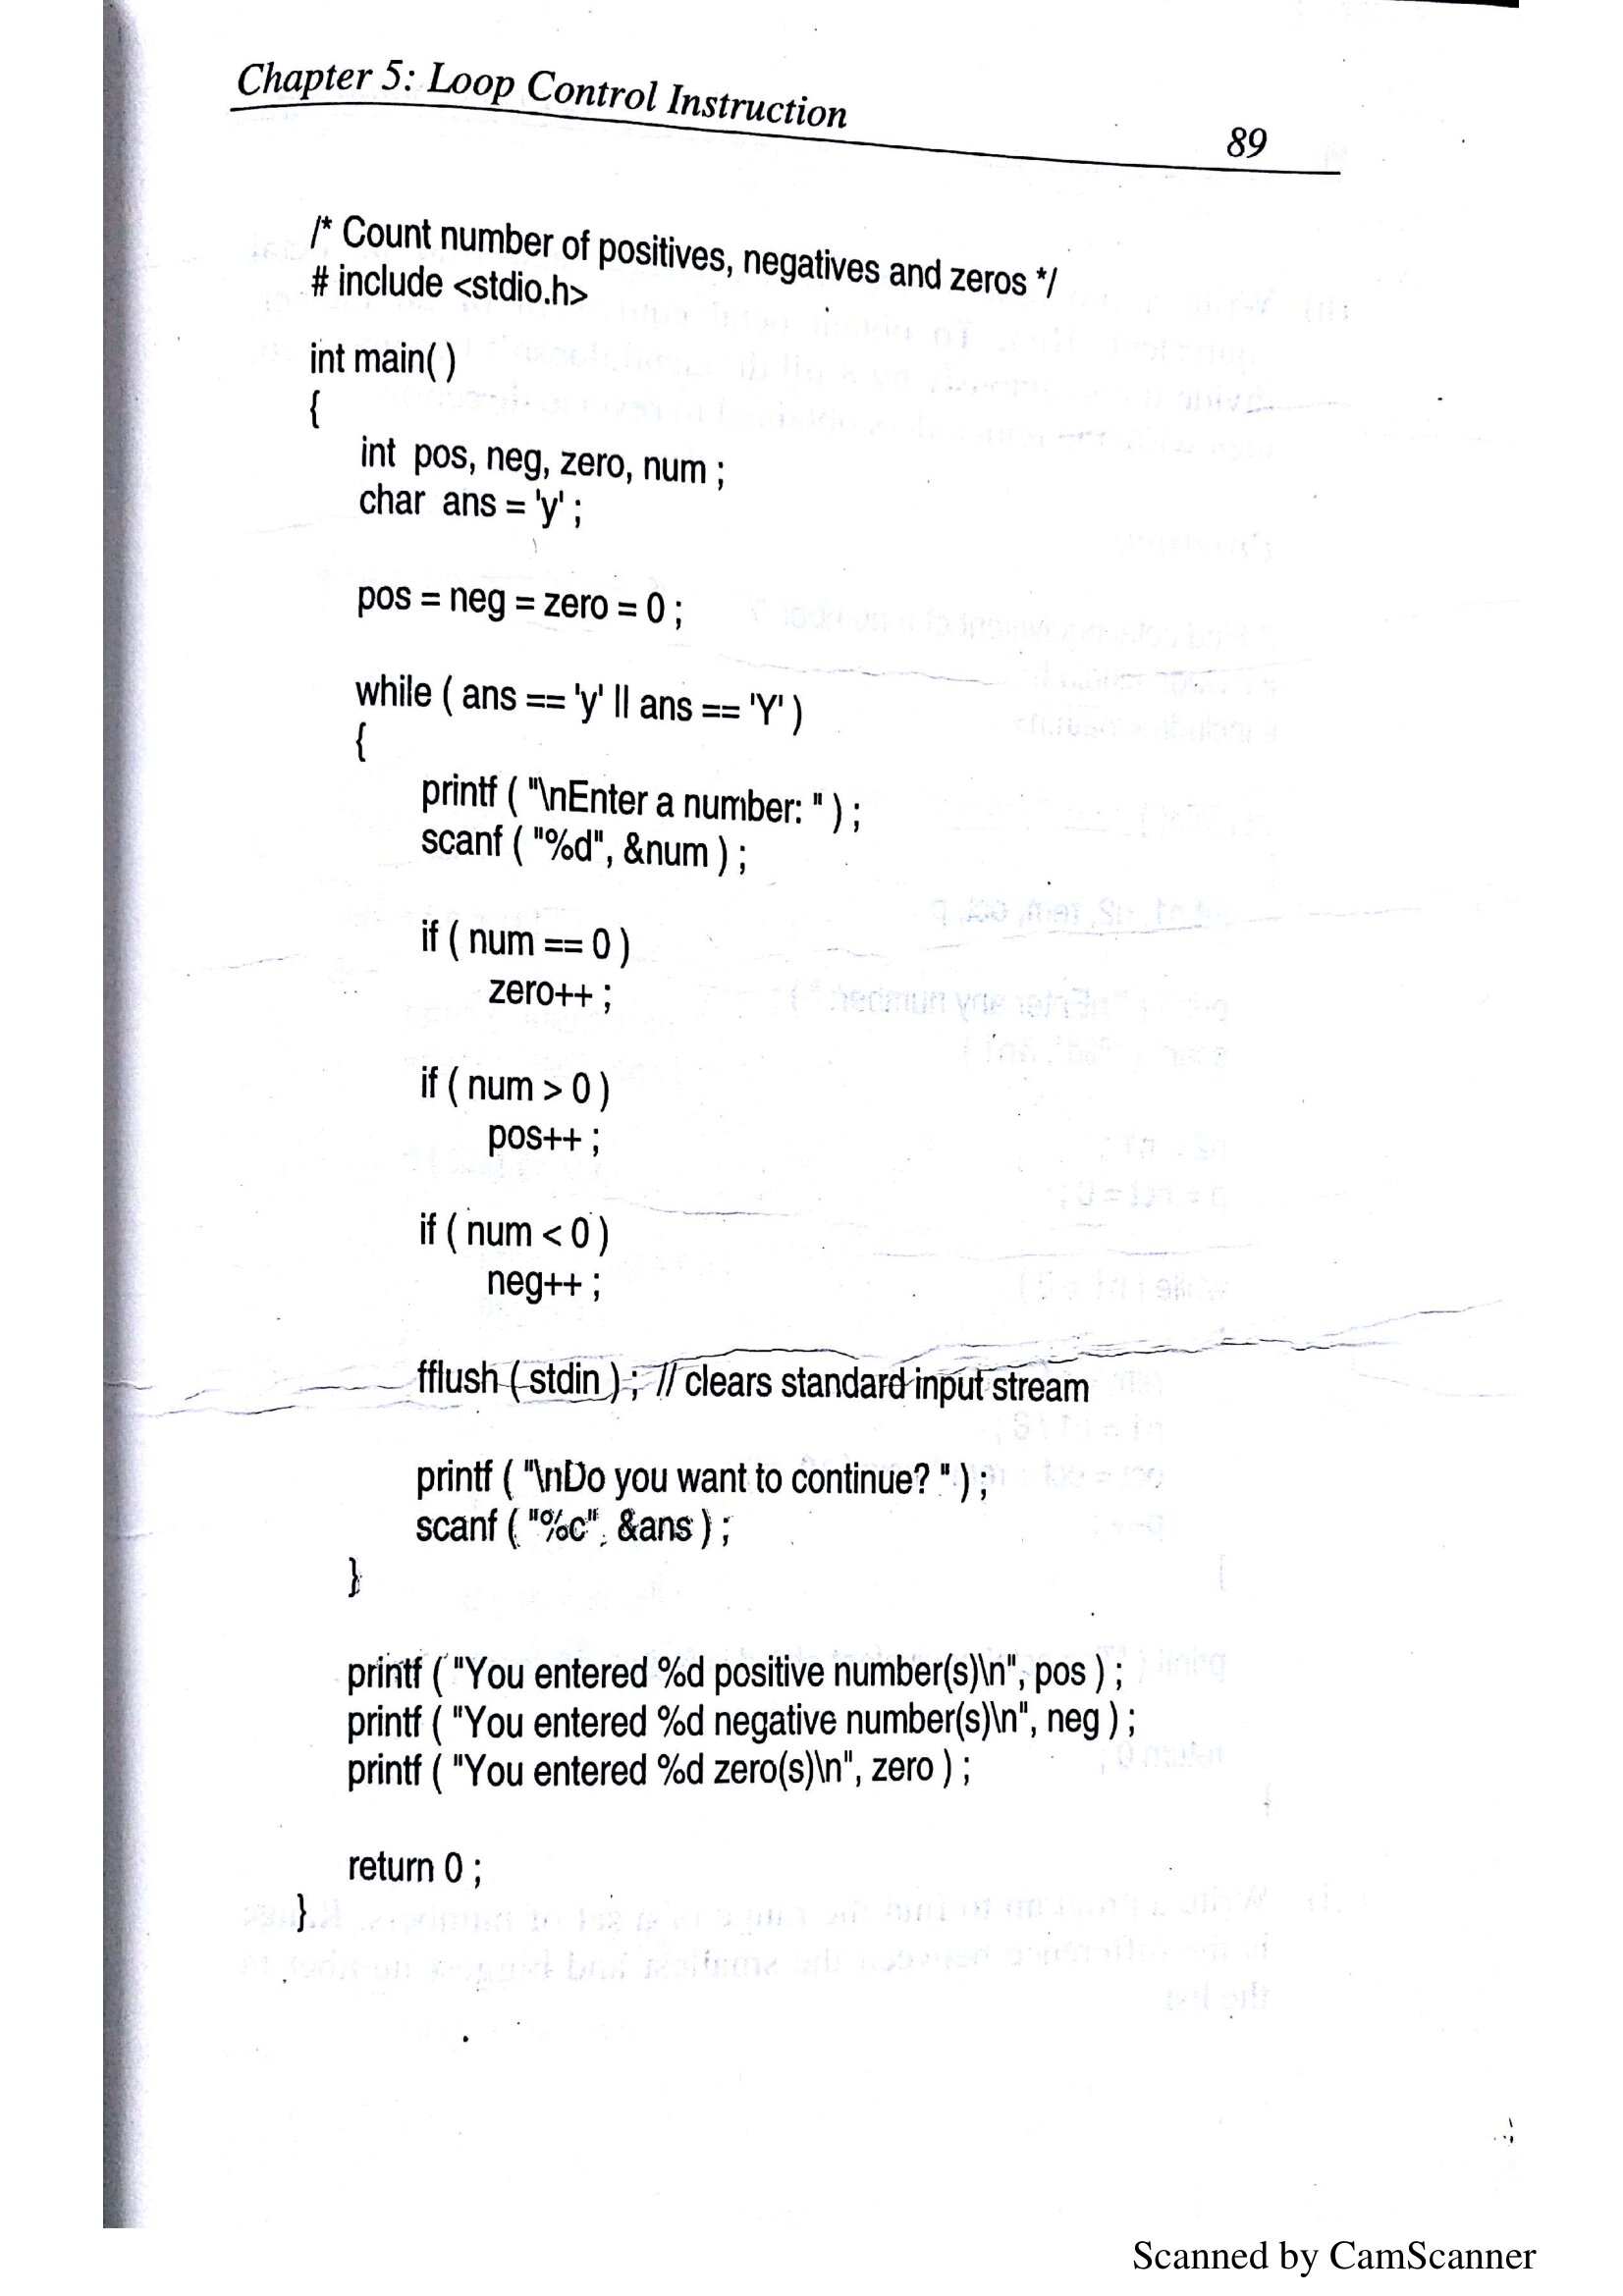 Chapter 5: Loop Control Instruction
89
/* Count number of positives, negatives and zeros */
# include <stdio.h>
int main( )
{
int pos, neg, zero, num ;
char ans = 'y' ;
pos = neg = zero = 0 ;
while ( ans == 'y' || ans == 'Y' )
{
printf ( "\nEnter a number: " ) ;
scanf ( "%d", &num ) ;
if ( num == 0 )
zero++ ;
if ( num > 0 )
pos++ ;
if ( num < 0 )
neg++ ;
fflush ( stdin ) ; // clears standard input stream
printf ( "\nDo you want to continue? " ) ;
scanf ( "%c", &ans ) ;
}
printf ( "You entered %d positive number(s)\n", pos ) ;
printf ( "You entered %d negative number(s)\n", neg ) ;
printf ( "You entered %d zero(s)\n", zero ) ;
return 0 ;
}
Scanned by CamScanner